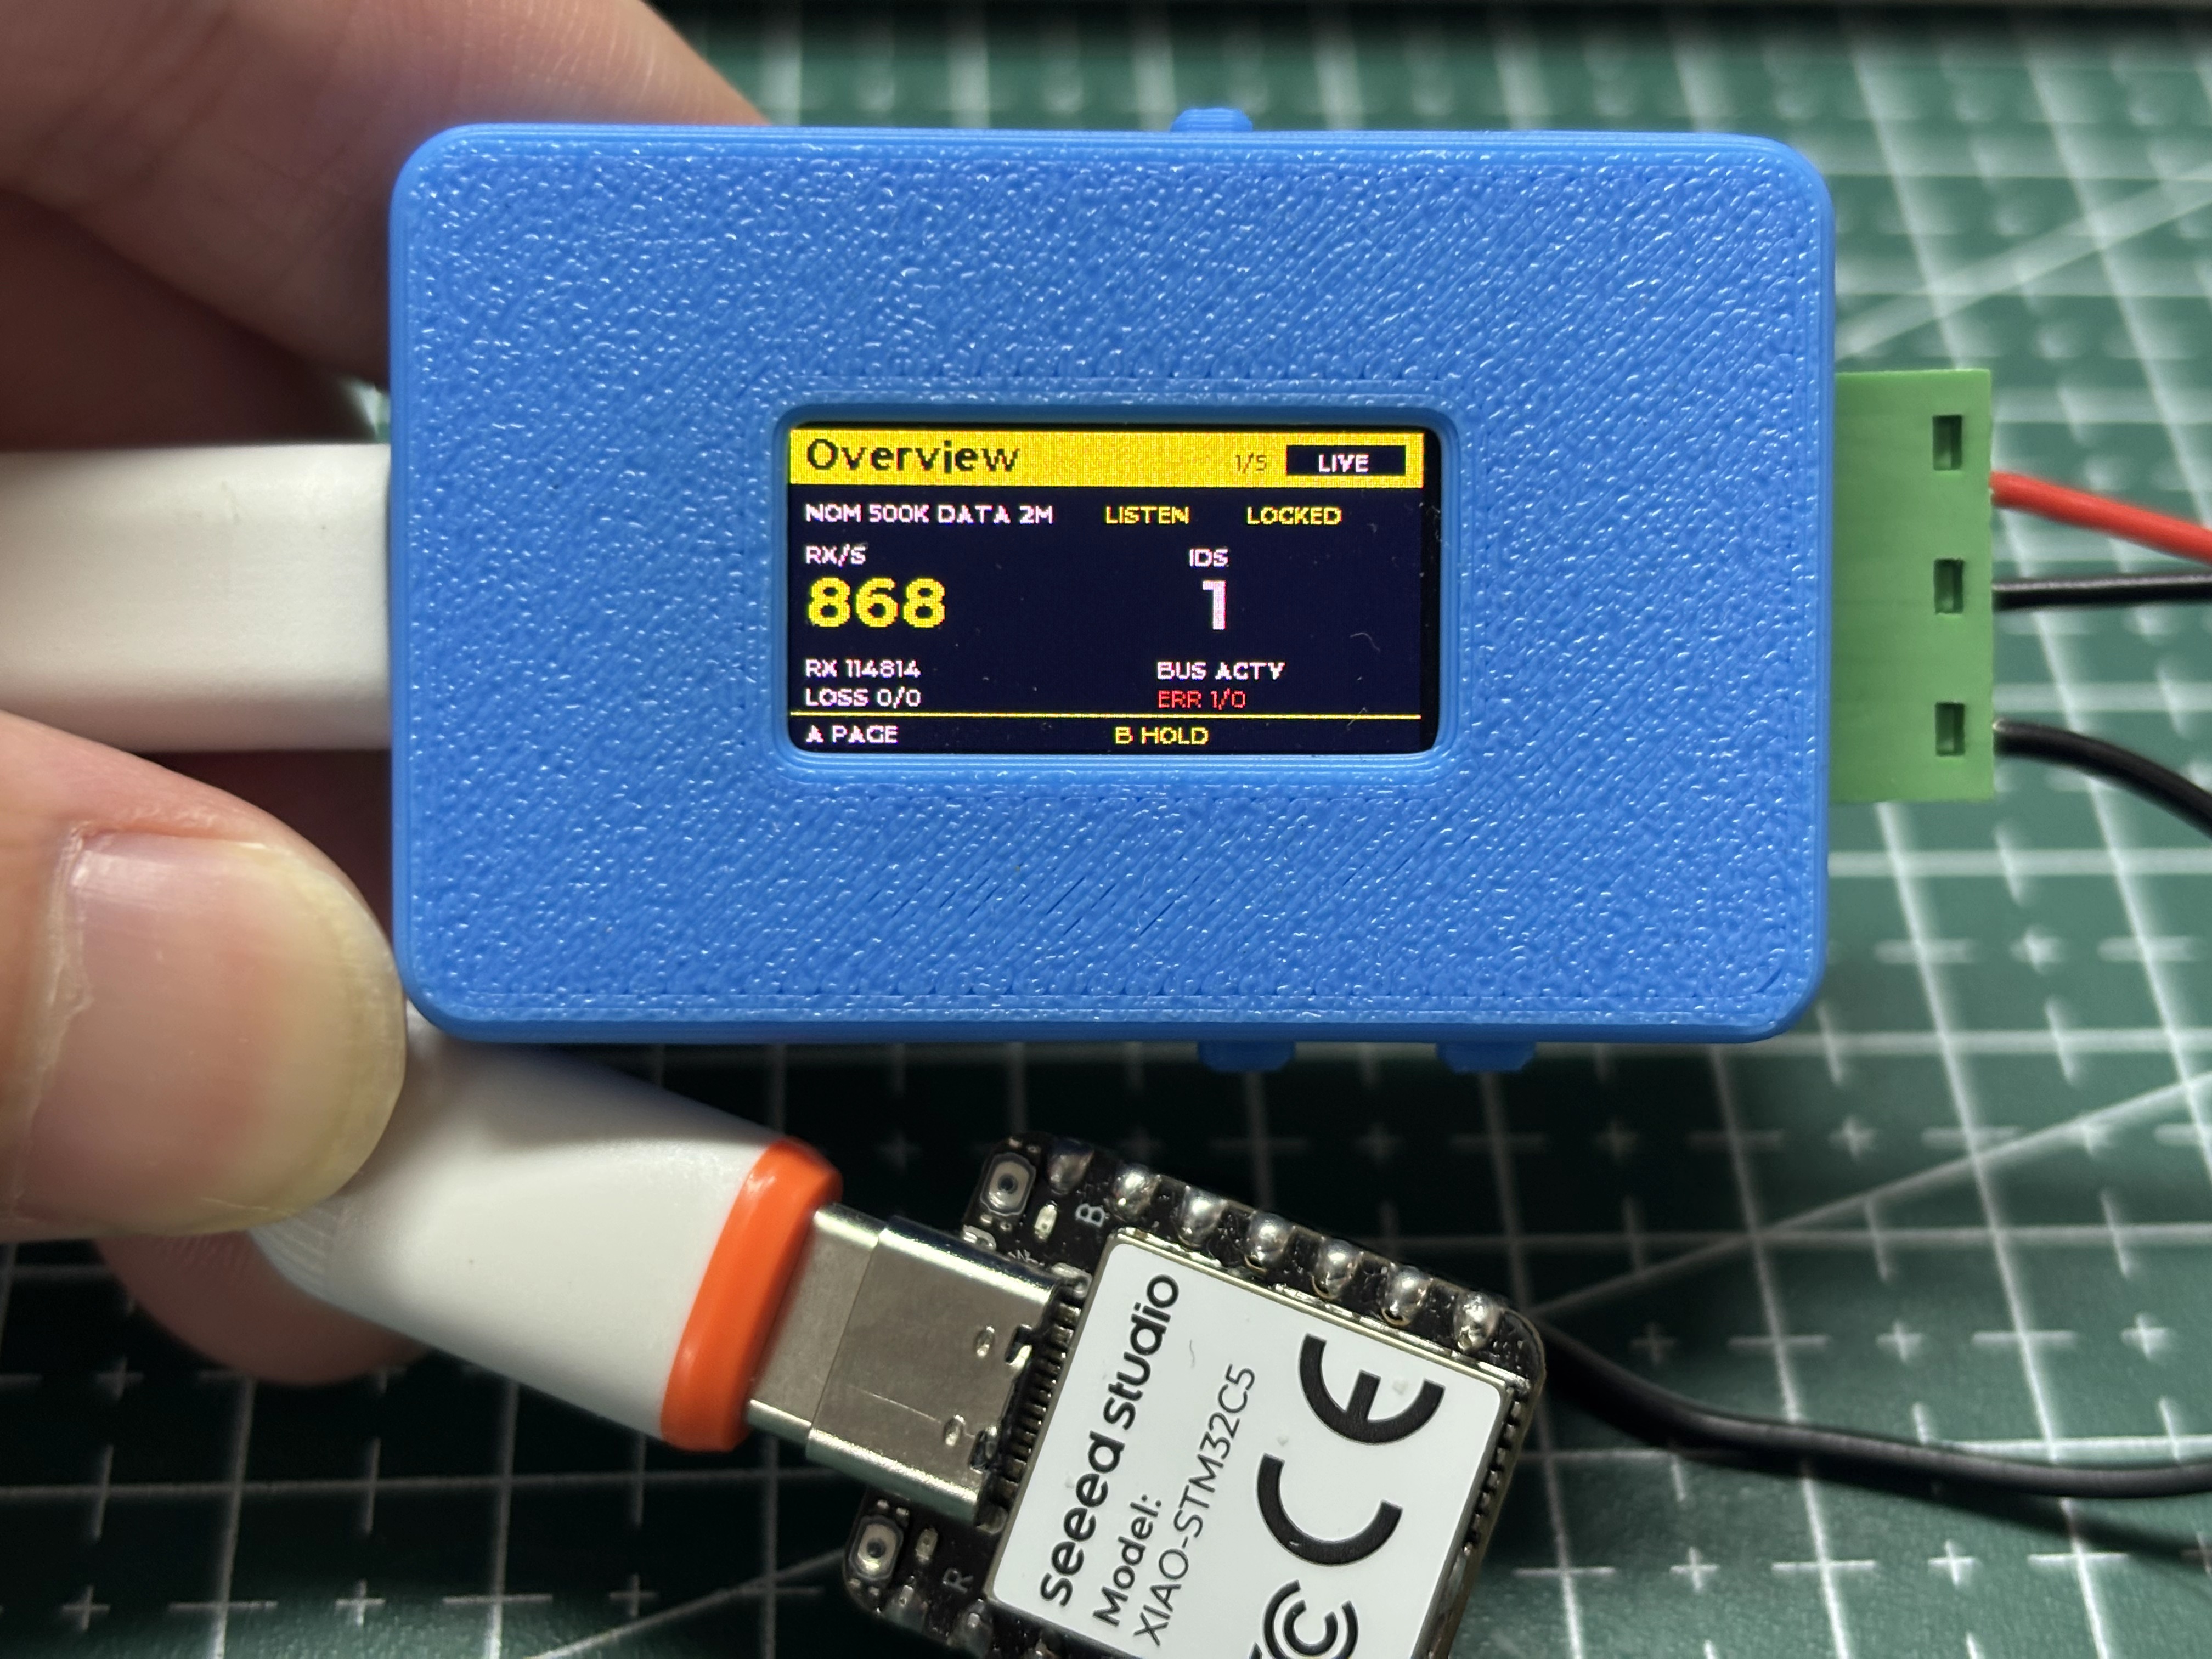 Overview 1/5 LIVE
NOM 500K DATA 2M LISTEN LOCKED
RX/S IDS
868 1
RX 114814 BUS ACTV
LOSS 0/0 ERR 1/0
A PAGE B HOLD
B
seeed studio
Model:
XIAO-STM32C5
CE
R